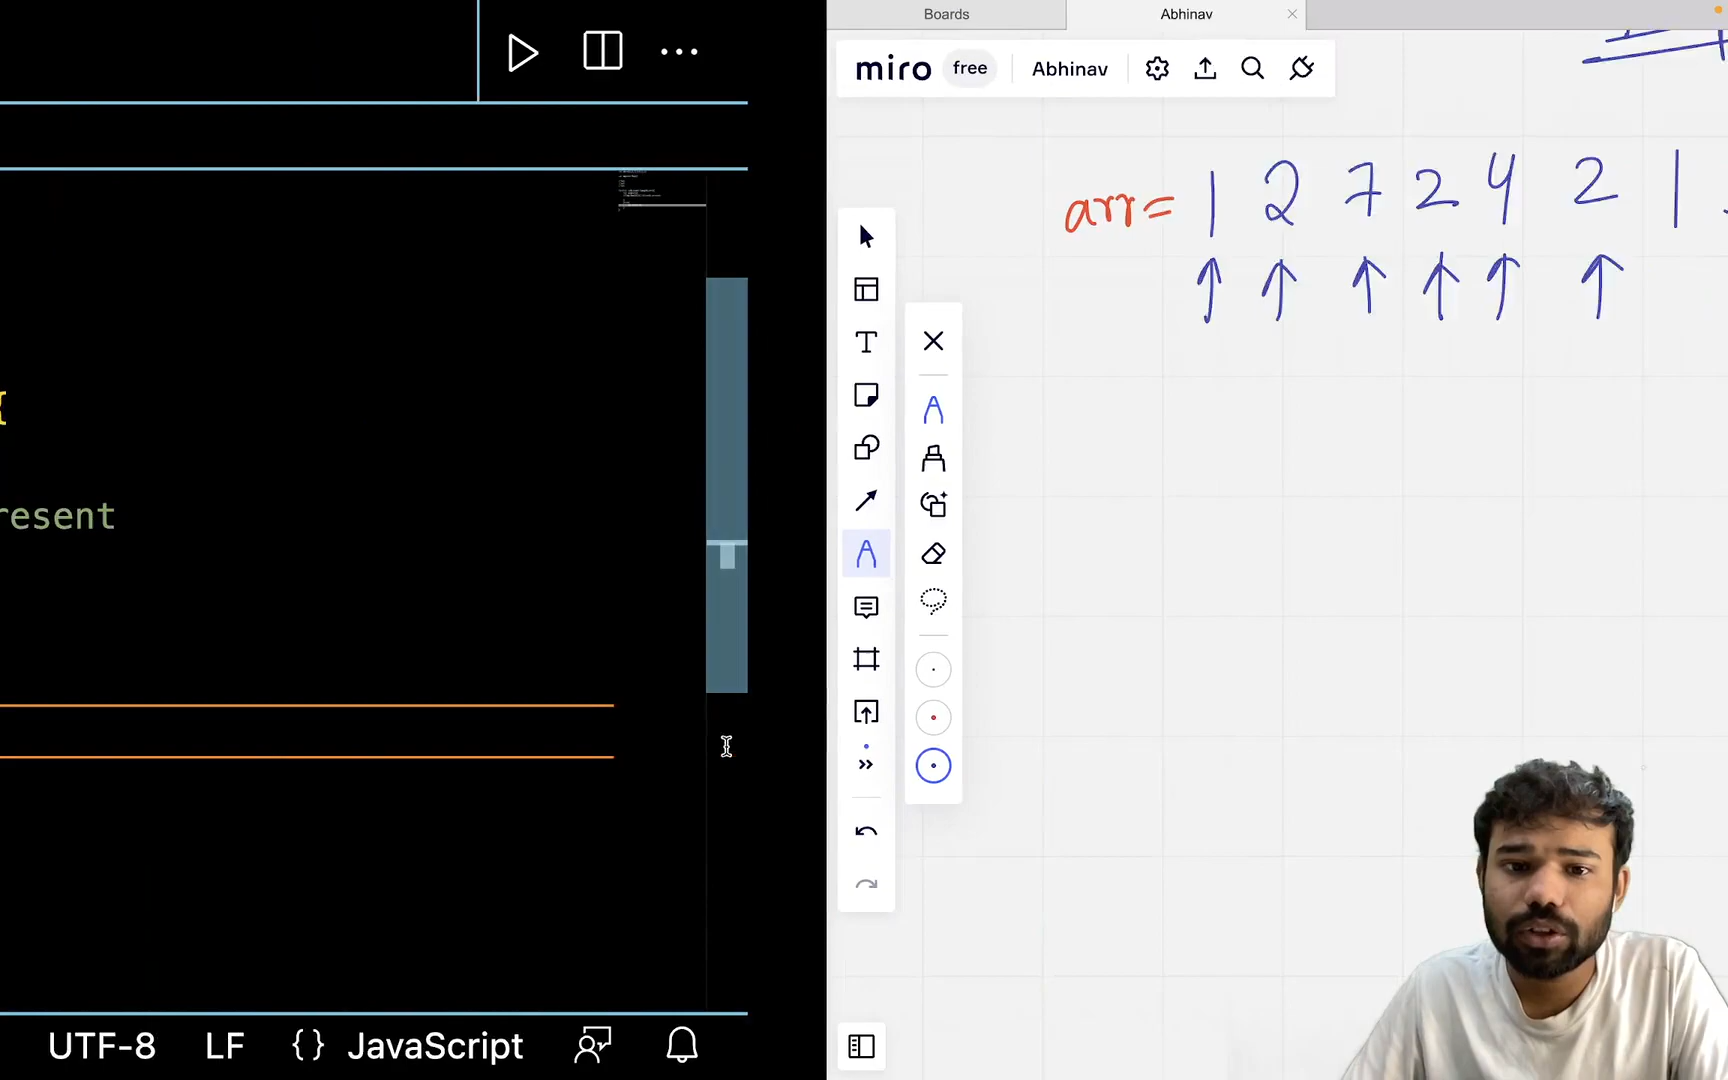 Boards
Abhinav
miro free Abhinav
arr= 1 2 7 2 4 2 1
{
resent
UTF-8 LF {} JavaScript